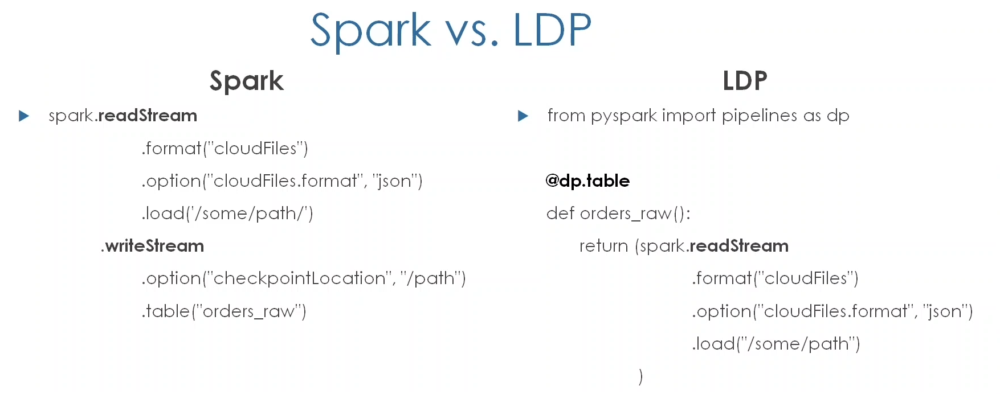 Spark vs. LDP
Spark
spark.readStream
.format("cloudFiles")
.option("cloudFiles.format", "json")
.load('/some/path/')
.writeStream
.option("checkpointLocation", "/path")
.table("orders_raw")
LDP
from pyspark import pipelines as dp
@dp.table
def orders_raw():
return (spark.readStream
.format("cloudFiles")
.option("cloudFiles.format", "json")
.load("/some/path")
)